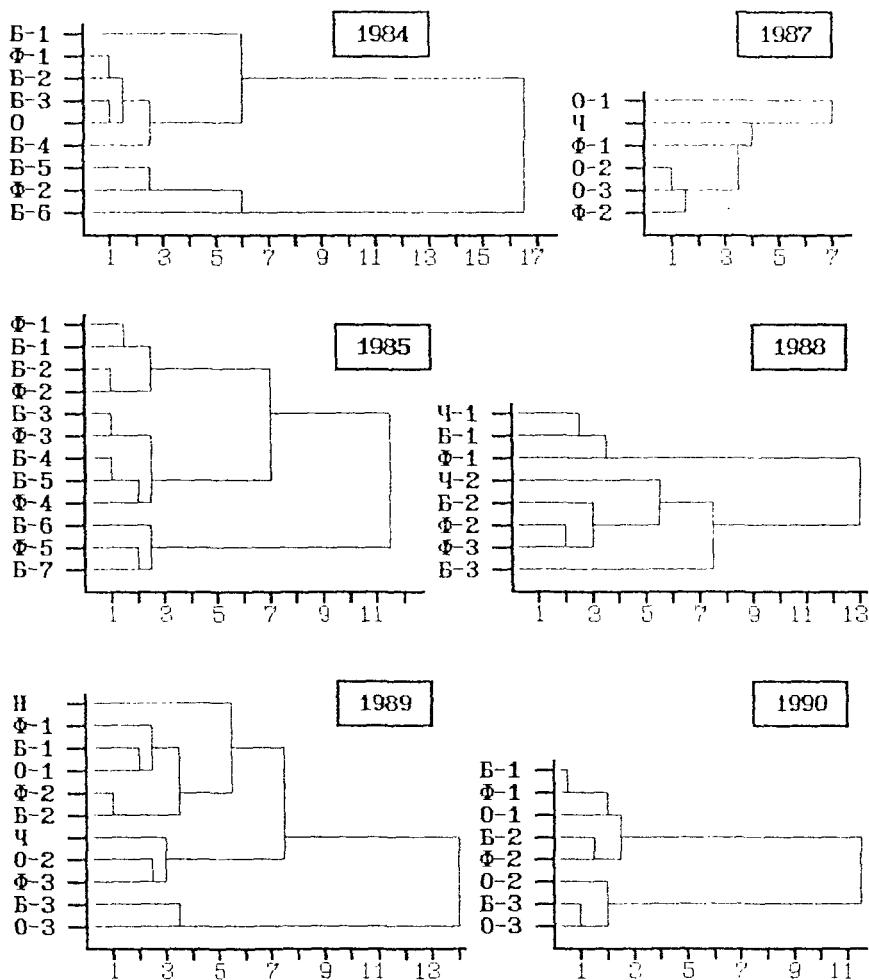 1984
Б-1
Ф-1
Б-2
Б-3
О
Б-4
Б-5
Ф-2
Б-6
1 3 5 7 9 11 13 15 17
1987
О-1
Ч
Ф-1
О-2
О-3
Ф-2
1 3 5 7
1985
Ф-1
Б-1
Б-2
Ф-2
Б-3
Ф-3
Б-4
Б-5
Ф-4
Б-6
Ф-5
Б-7
1 3 5 7 9 11
1988
Ч-1
Б-1
Ф-1
Ч-2
Б-2
Ф-2
Ф-3
Б-3
1 3 5 7 9 11 13
1989
Н
Ф-1
Б-1
О-1
Ф-2
Б-2
Ч
О-2
Ф-3
Б-3
О-3
1 3 5 7 9 11 13
1990
Б-1
Ф-1
О-1
Б-2
Ф-2
О-2
Б-3
О-3
1 3 5 7 9 11